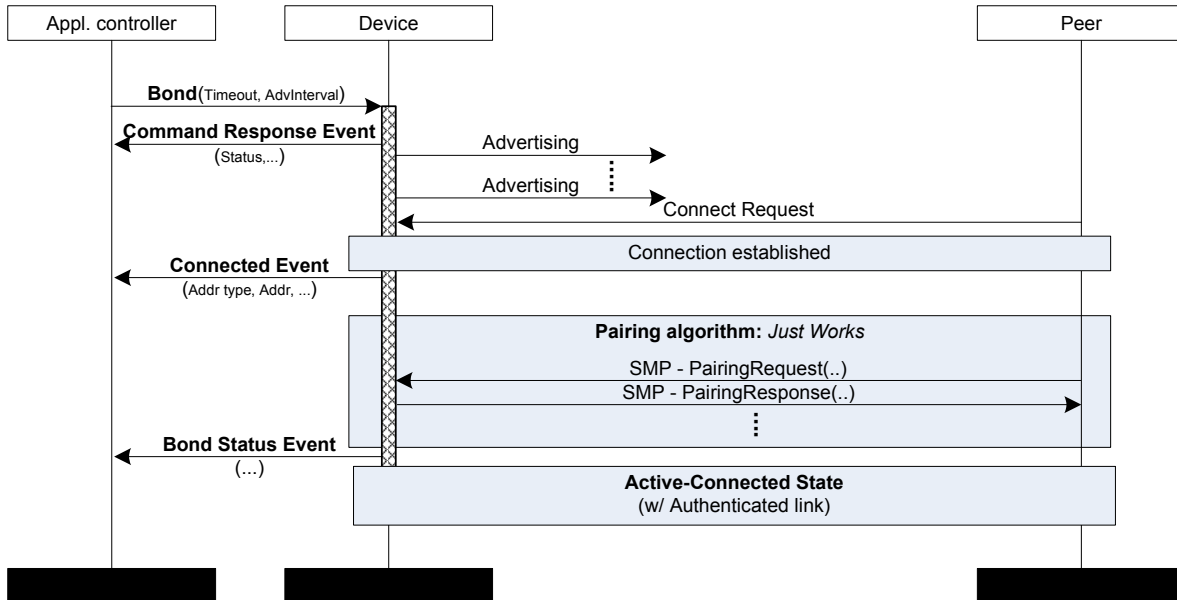 Appl. controller
Device
Peer
Bond(Timeout, AdvInterval)
Command Response Event
(Status,...)
Advertising
Advertising
Connect Request
Connection established
Connected Event
(Addr type, Addr, ...)
Pairing algorithm: Just Works
SMP - PairingRequest(..)
SMP - PairingResponse(..)
Bond Status Event
(...)
Active-Connected State
(w/ Authenticated link)